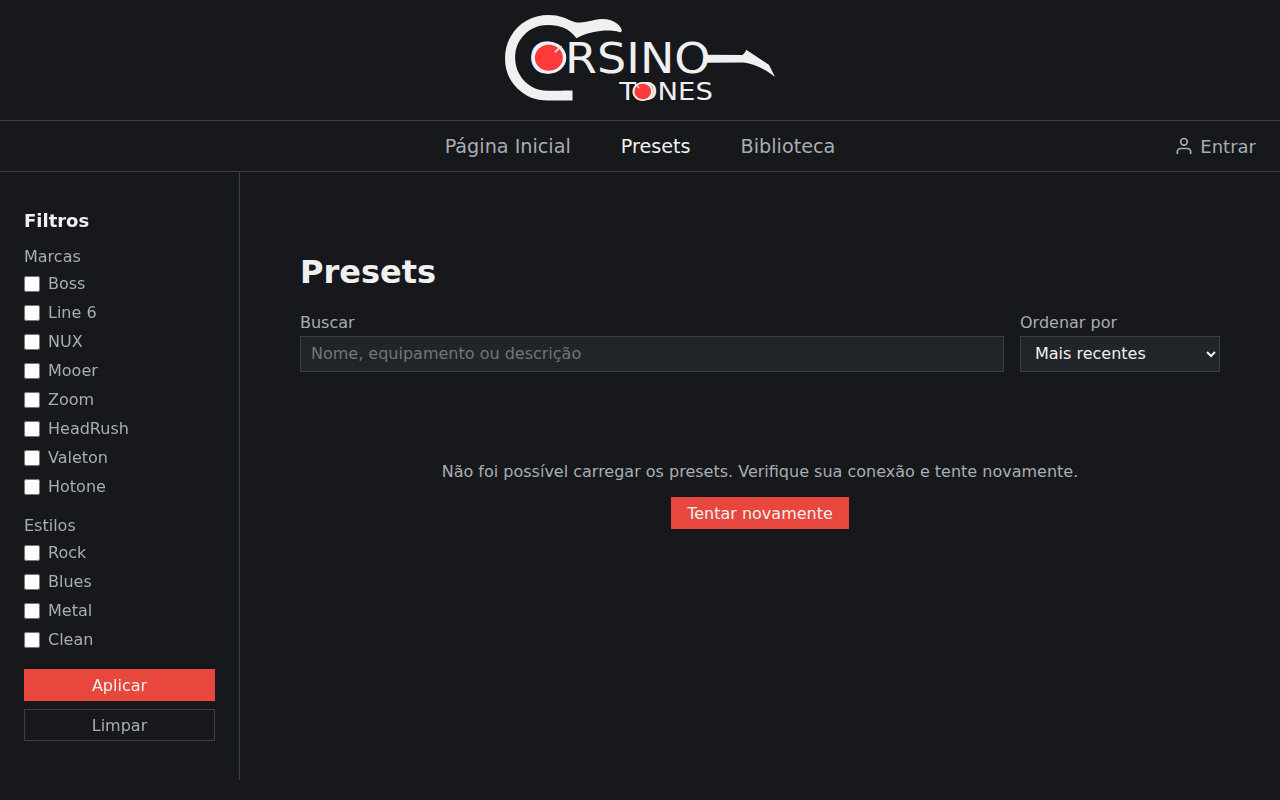 CORSINO
TONES
Página Inicial
Presets
Biblioteca
Entrar
Filtros
Marcas
Boss
Line 6
NUX
Mooer
Zoom
HeadRush
Valeton
Hotone
Estilos
Rock
Blues
Metal
Clean
Aplicar
Limpar
Presets
Buscar
Nome, equipamento ou descrição
Ordenar por
Mais recentes
Não foi possível carregar os presets. Verifique sua conexão e tente novamente.
Tentar novamente